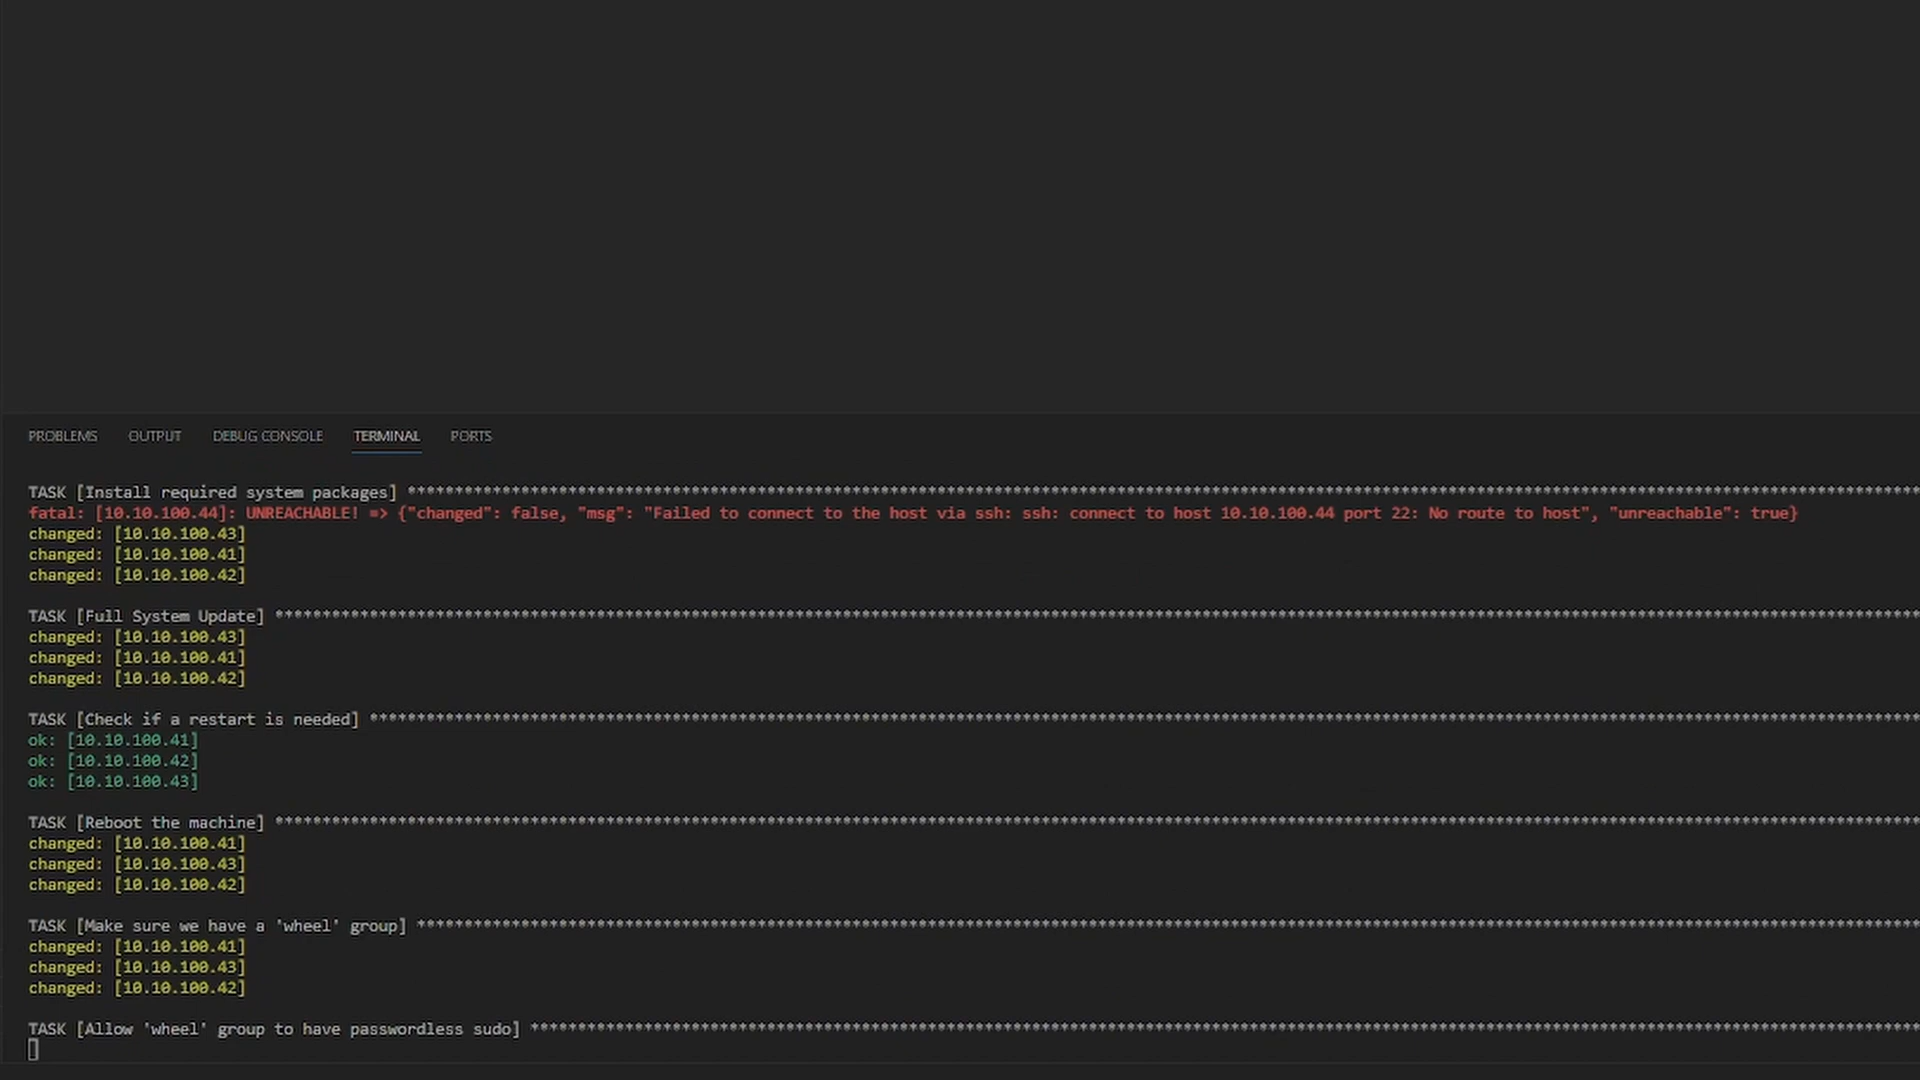 PROBLEMS OUTPUT DEBUG CONSOLE TERMINAL PORTS
TASK [Install required system packages] ****************************************************************************************************************************************************************
fatal: [10.10.100.44]: UNREACHABLE! => {"changed": false, "msg": "Failed to connect to the host via ssh: ssh: connect to host 10.10.100.44 port 22: No route to host", "unreachable": true}
changed: [10.10.100.43]
changed: [10.10.100.41]
changed: [10.10.100.42]
TASK [Full System Update] ******************************************************************************************************************************************************************************
changed: [10.10.100.43]
changed: [10.10.100.41]
changed: [10.10.100.42]
TASK [Check if a restart is needed] ********************************************************************************************************************************************************************
ok: [10.10.100.41]
ok: [10.10.100.42]
ok: [10.10.100.43]
TASK [Reboot the machine] ******************************************************************************************************************************************************************************
changed: [10.10.100.41]
changed: [10.10.100.43]
changed: [10.10.100.42]
TASK [Make sure we have a 'wheel' group] ***************************************************************************************************************************************************************
changed: [10.10.100.41]
changed: [10.10.100.43]
changed: [10.10.100.42]
TASK [Allow 'wheel' group to have passwordless sudo] ***************************************************************************************************************************************************